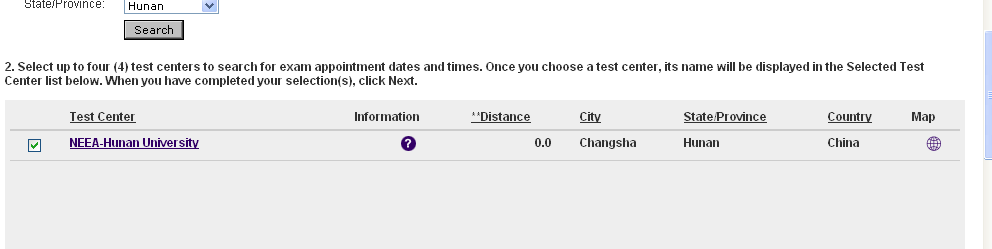 State/Province: Hunan
Search
2. Select up to four (4) test centers to search for exam appointment dates and times. Once you choose a test center, its name will be displayed in the Selected Test
Center list below. When you have completed your selection(s), click Next.
Test Center Information **Distance City State/Province Country Map
NEEA-Hunan University ? 0.0 Changsha Hunan China